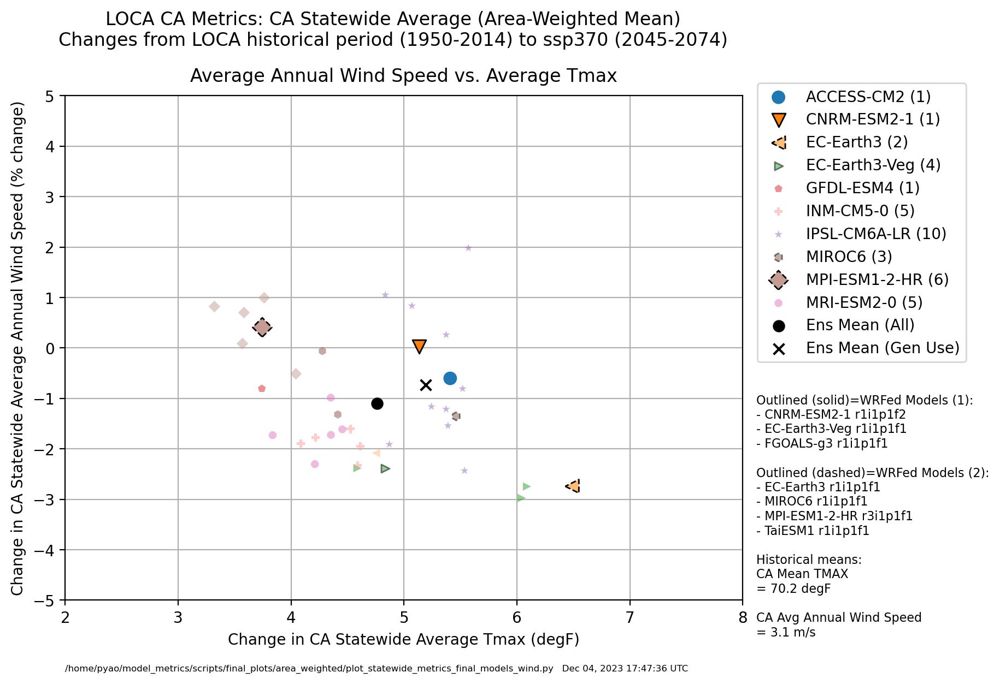 LOCA CA Metrics: CA Statewide Average (Area-Weighted Mean)
Changes from LOCA historical period (1950-2014) to ssp370 (2045-2074)
Average Annual Wind Speed vs. Average Tmax
Change in CA Statewide Average Average Annual Wind Speed (% change)
5
4
3
2
1
0
−1
−2
−3
−4
−5
2
3
4
5
6
7
8
Change in CA Statewide Average Tmax (degF)
ACCESS-CM2 (1)
CNRM-ESM2-1 (1)
EC-Earth3 (2)
EC-Earth3-Veg (4)
GFDL-ESM4 (1)
INM-CM5-0 (5)
IPSL-CM6A-LR (10)
MIROC6 (3)
MPI-ESM1-2-HR (6)
MRI-ESM2-0 (5)
Ens Mean (All)
Ens Mean (Gen Use)
Outlined (solid)=WRFed Models (1):
- CNRM-ESM2-1 r1i1p1f2
- EC-Earth3-Veg r1i1p1f1
- FGOALS-g3 r1i1p1f1
Outlined (dashed)=WRFed Models (2):
- EC-Earth3 r1i1p1f1
- MIROC6 r1i1p1f1
- MPI-ESM1-2-HR r3i1p1f1
- TaiESM1 r1i1p1f1
Historical means:
CA Mean TMAX
= 70.2 degF
CA Avg Annual Wind Speed
= 3.1 m/s
/home/pyao/model_metrics/scripts/final_plots/area_weighted/plot_statewide_metrics_final_models_wind.py   Dec 04, 2023 17:47:36 UTC